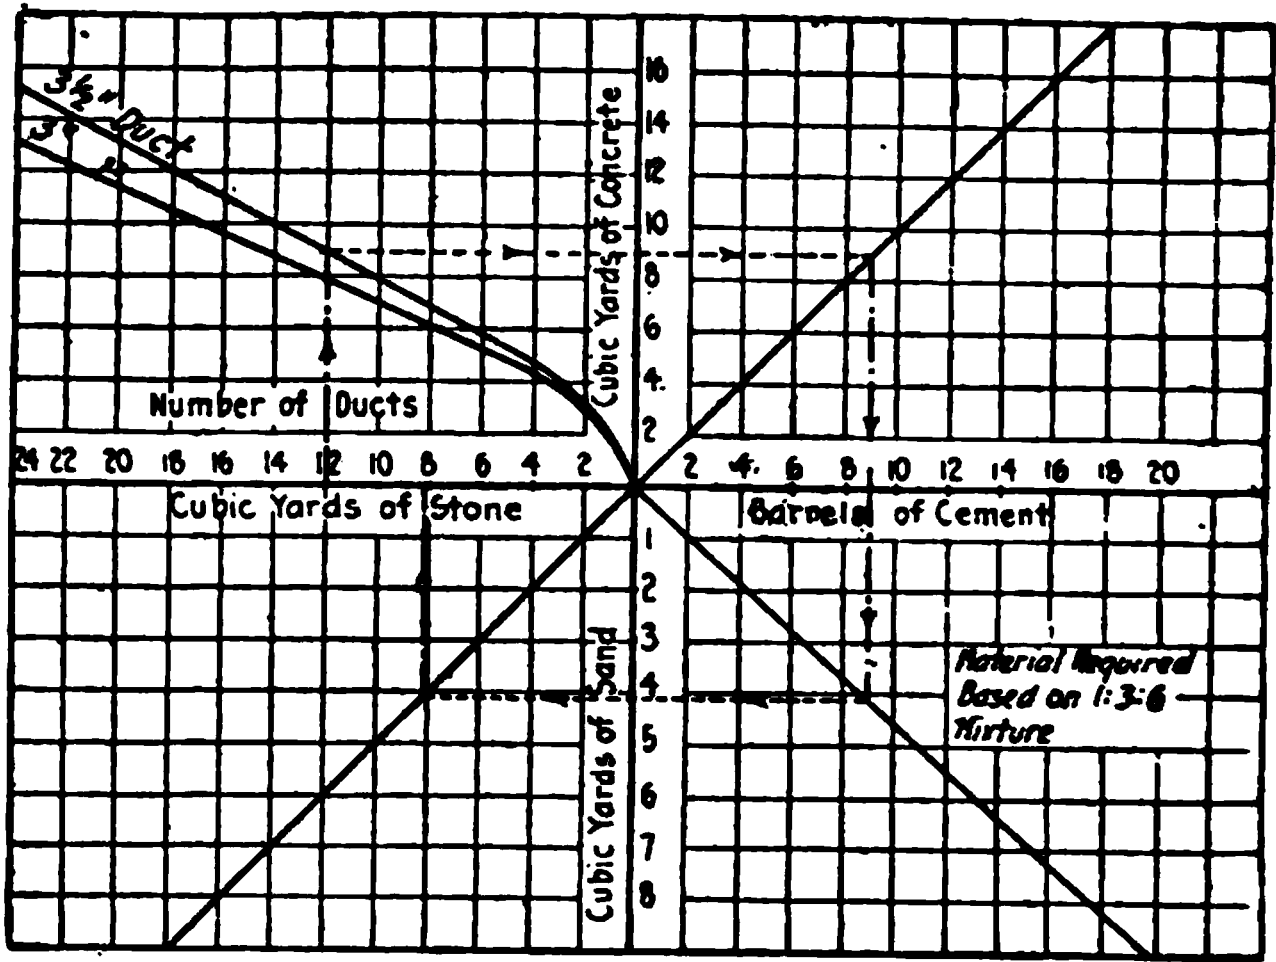 3½" Duct
3"
Cubic Yards of Concrete
16
14
12
10
8
6
4
2
Number of Ducts
24 22 20 18 16 14 12 10 8 6 4 2
2 4 6 8 10 12 14 16 18 20
Cubic Yards of Stone
Barrels of Cement
1
2
3
4
5
6
7
8
Cubic Yards of Sand
Material Required
Based on 1:3:6
Mixture